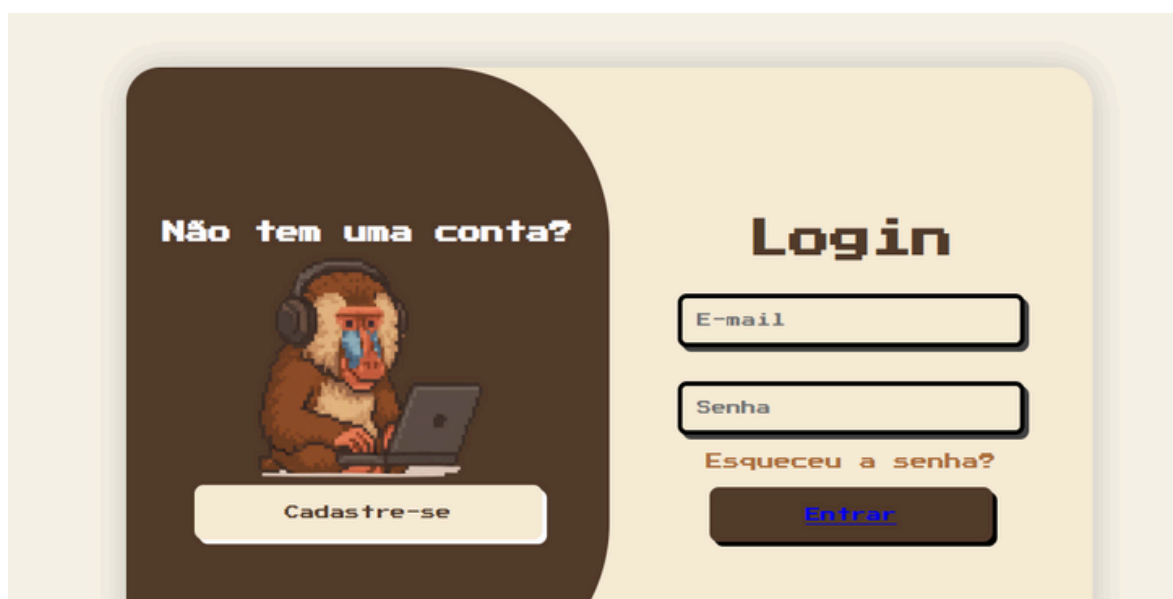 Não tem uma conta?
Cadastre-se
Login
E-mail
Senha
Esqueceu a senha?
Entrar